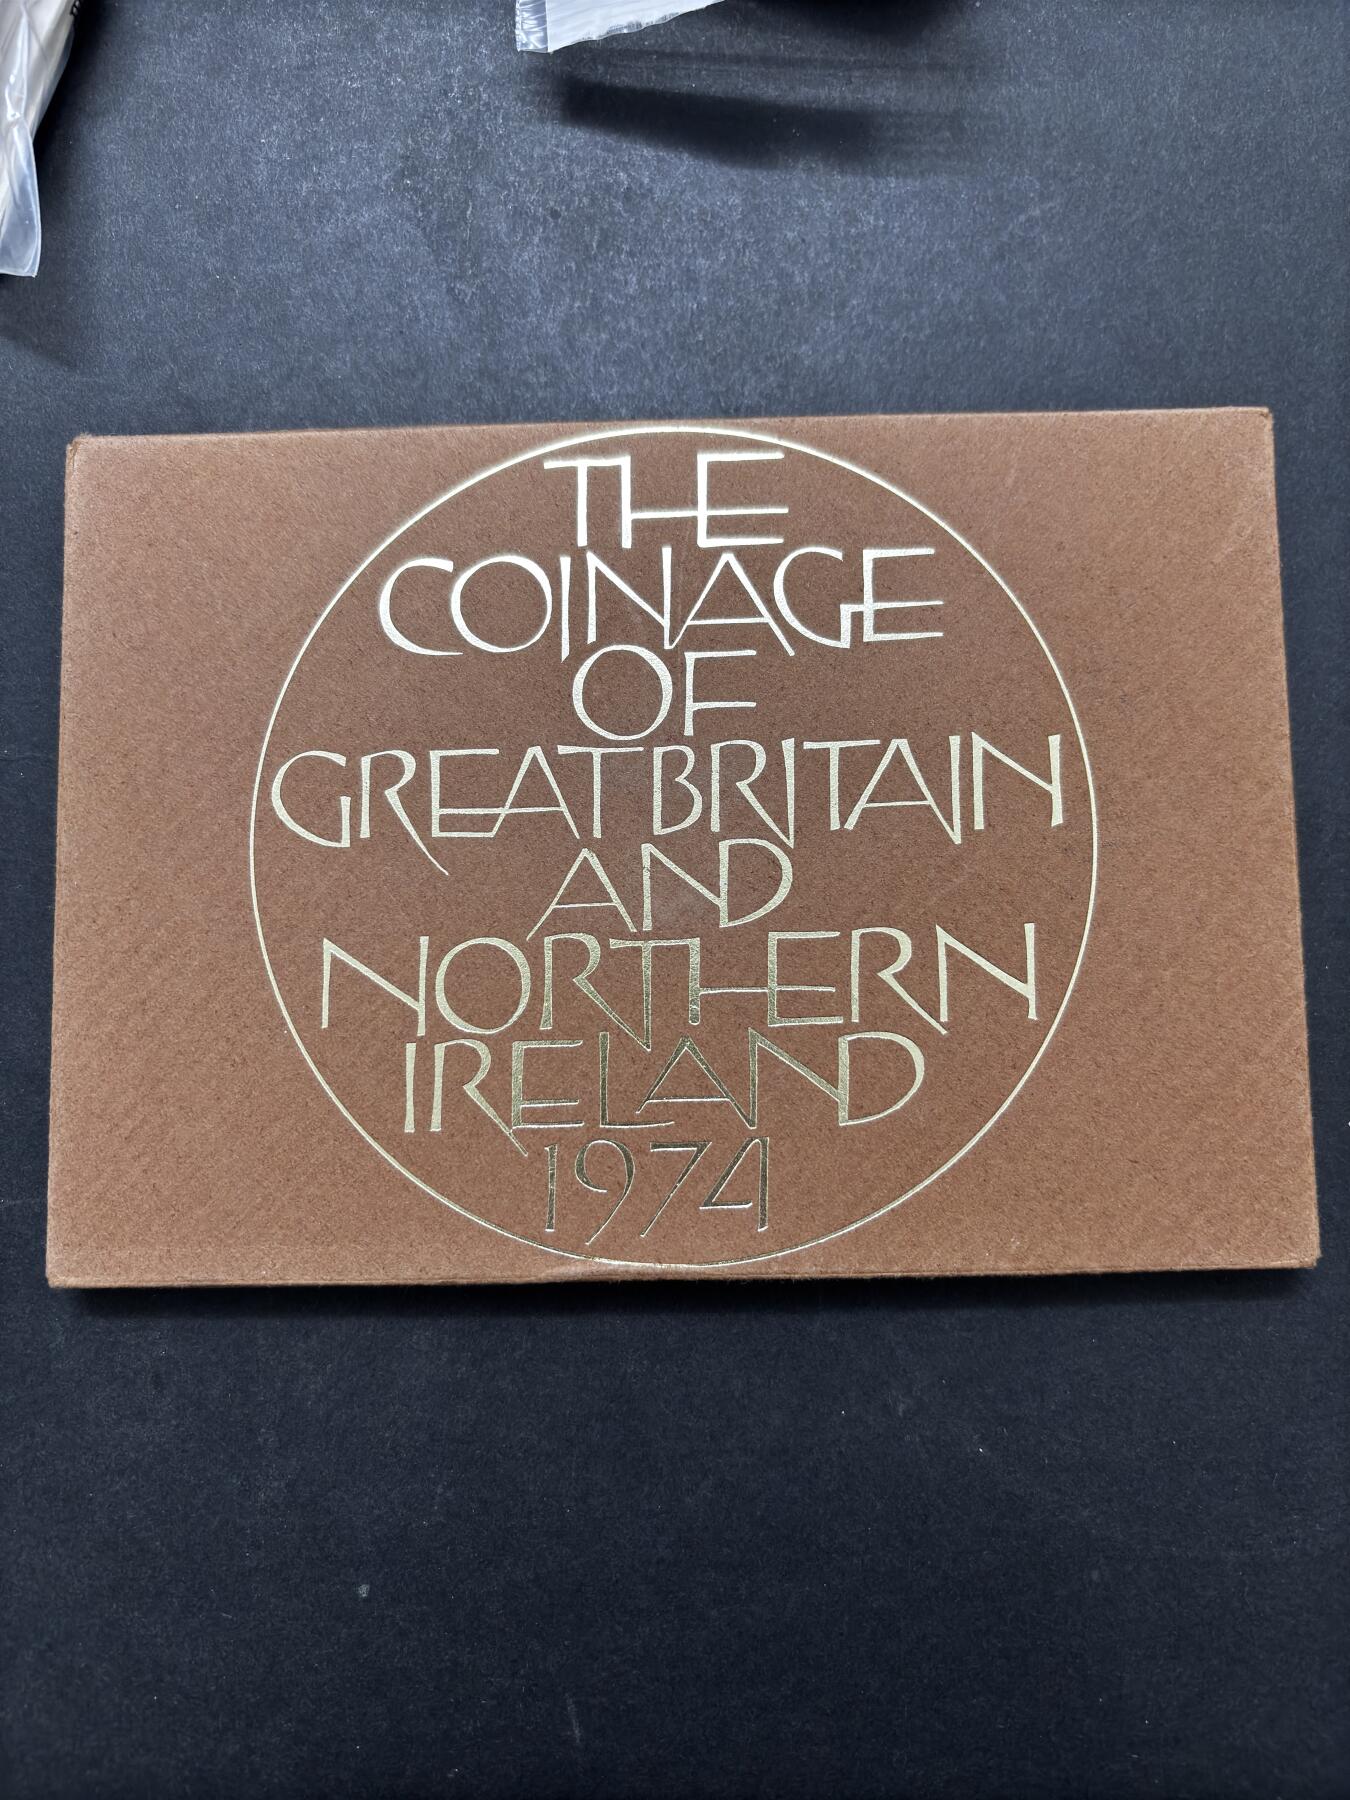 THE
COINAGE
OF
GREAT BRITAIN
AND
NORTHERN
IRELAND
1974